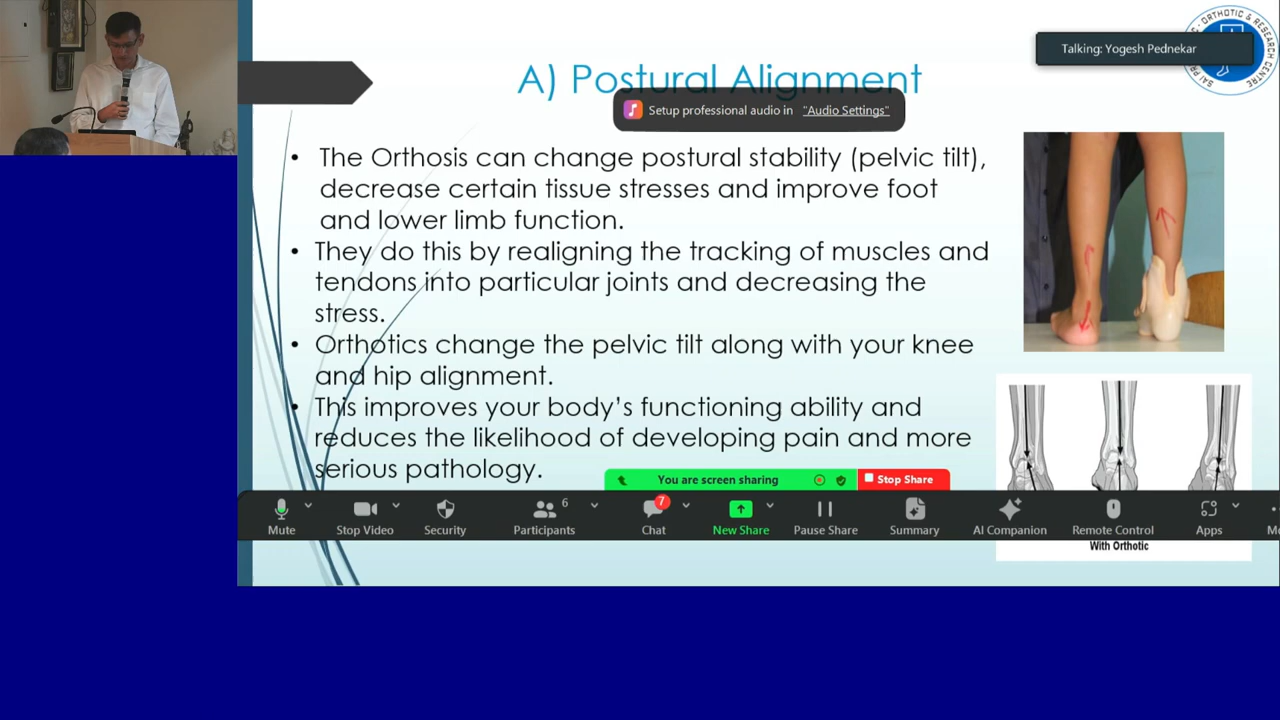 Talking: Yogesh Pednekar
A) Postural Alignment
Setup professional audio in "Audio Settings"
• The Orthosis can change postural stability (pelvic tilt),
decrease certain tissue stresses and improve foot
and lower limb function.
• They do this by realigning the tracking of muscles and
tendons into particular joints and decreasing the
stress.
• Orthotics change the pelvic tilt along with your knee
and hip alignment.
• This improves your body's functioning ability and
reduces the likelihood of developing pain and more
serious pathology.
You are screen sharing
Stop Share
Mute
Stop Video
Security
6
Participants
7
Chat
New Share
Pause Share
Summary
AI Companion
Remote Control
Apps
With Orthotic
ORTHOTIC & RESEARCH CENTRE